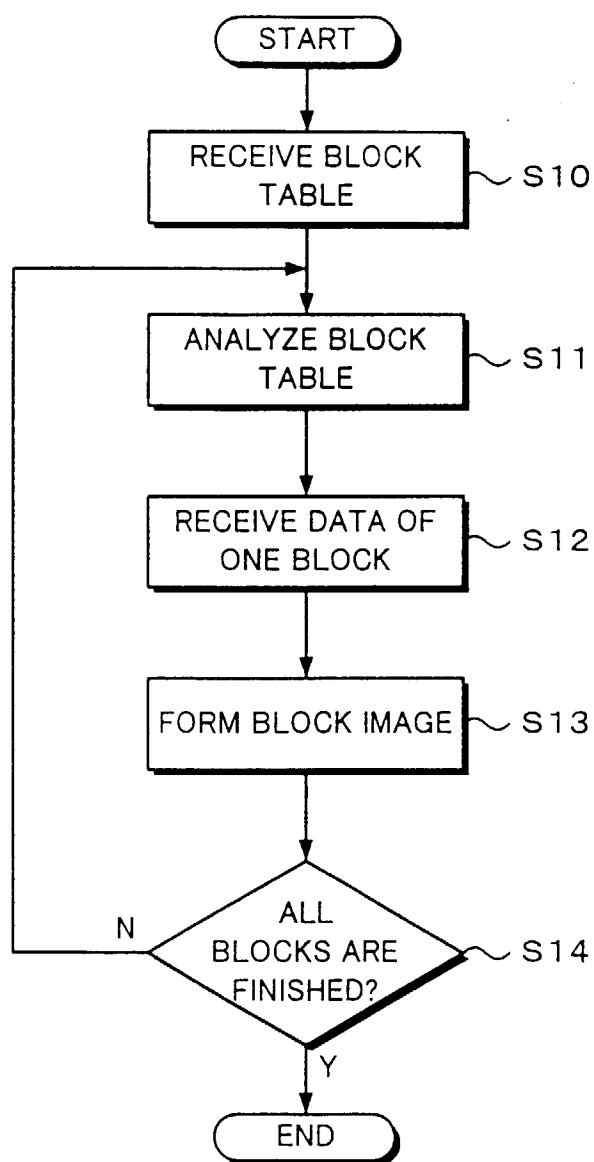 START
RECEIVE BLOCK
TABLE
S10
ANALYZE BLOCK
TABLE
S11
RECEIVE DATA OF
ONE BLOCK
S12
FORM BLOCK IMAGE
S13
ALL
BLOCKS ARE
FINISHED?
S14
N
Y
END